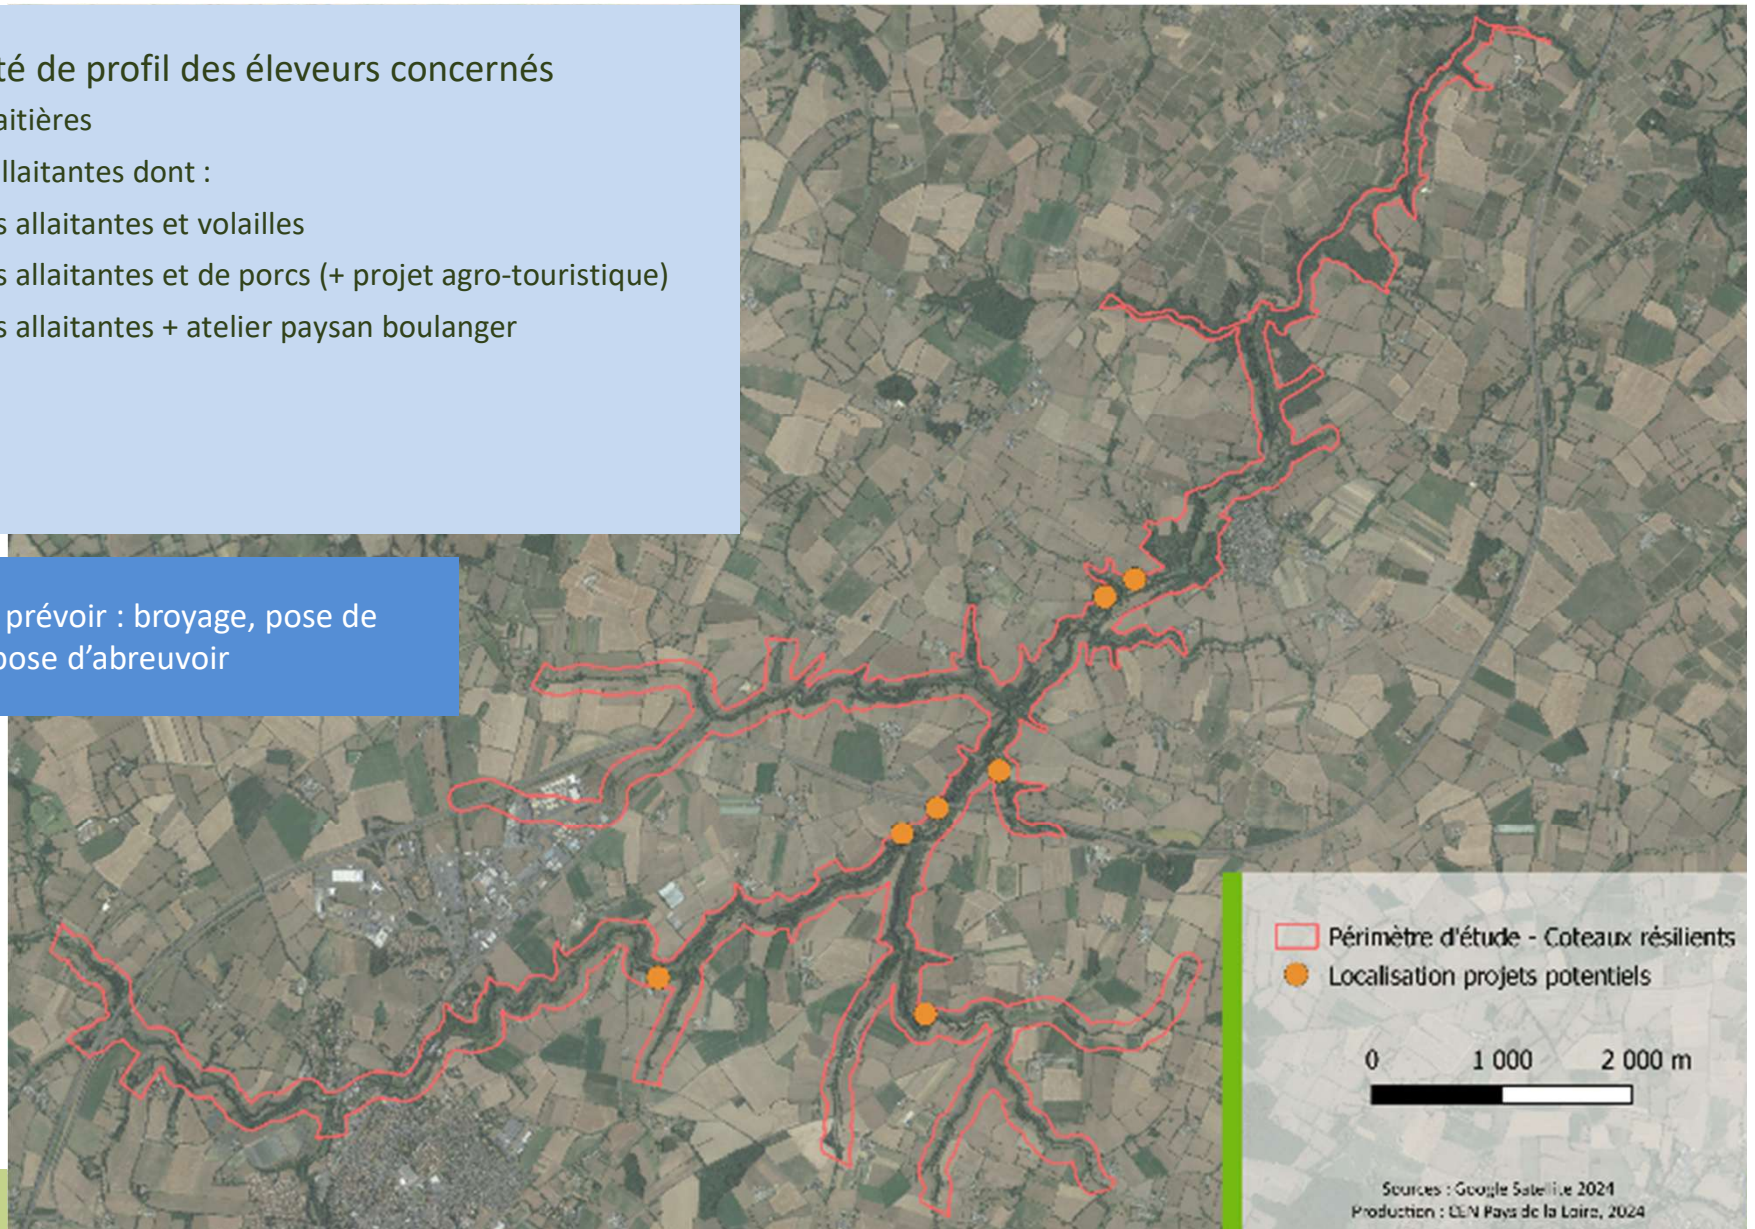 té de profil des éleveurs concernés
aitières
llaitantes dont :
s allaitantes et volailles
s allaitantes et de porcs (+ projet agro-touristique)
s allaitantes + atelier paysan boulanger
prévoir : broyage, pose de
pose d'abreuvoir
Périmètre d'étude - Coteaux résilients
Localisation projets potentiels
0 1 000 2 000 m
Sources : Google Satellite 2024
Production : CEN Pays de la Loire, 2024